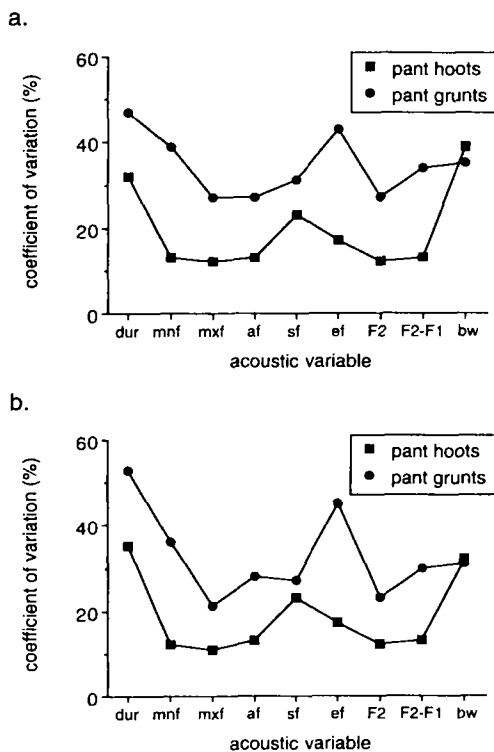 a.
60
40
20
0
coefficient of variation (%)
pant hoots
pant grunts
dur mnf mxf af sf ef F2 F2-F1 bw
acoustic variable
b.
60
40
20
0
coefficient of variation (%)
pant hoots
pant grunts
dur mnf mxf af sf ef F2 F2-F1 bw
acoustic variable